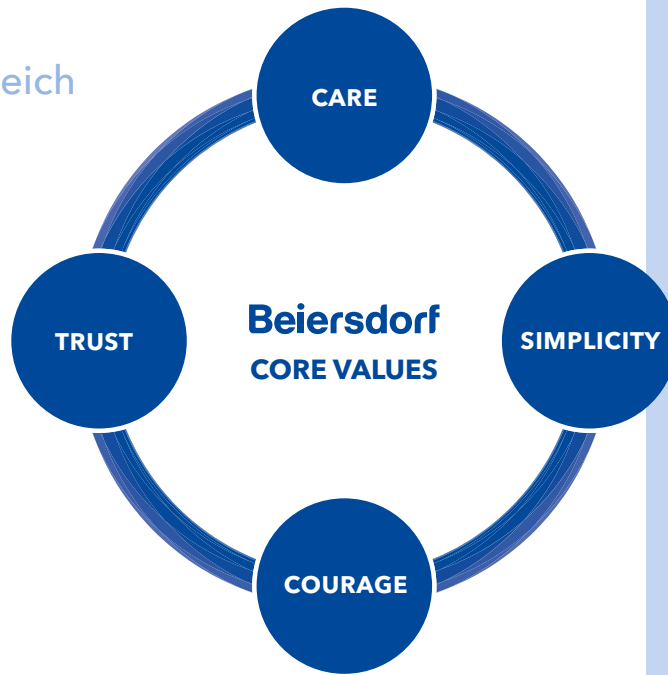 eich
CARE
TRUST
Beiersdorf
CORE VALUES
SIMPLICITY
COURAGE